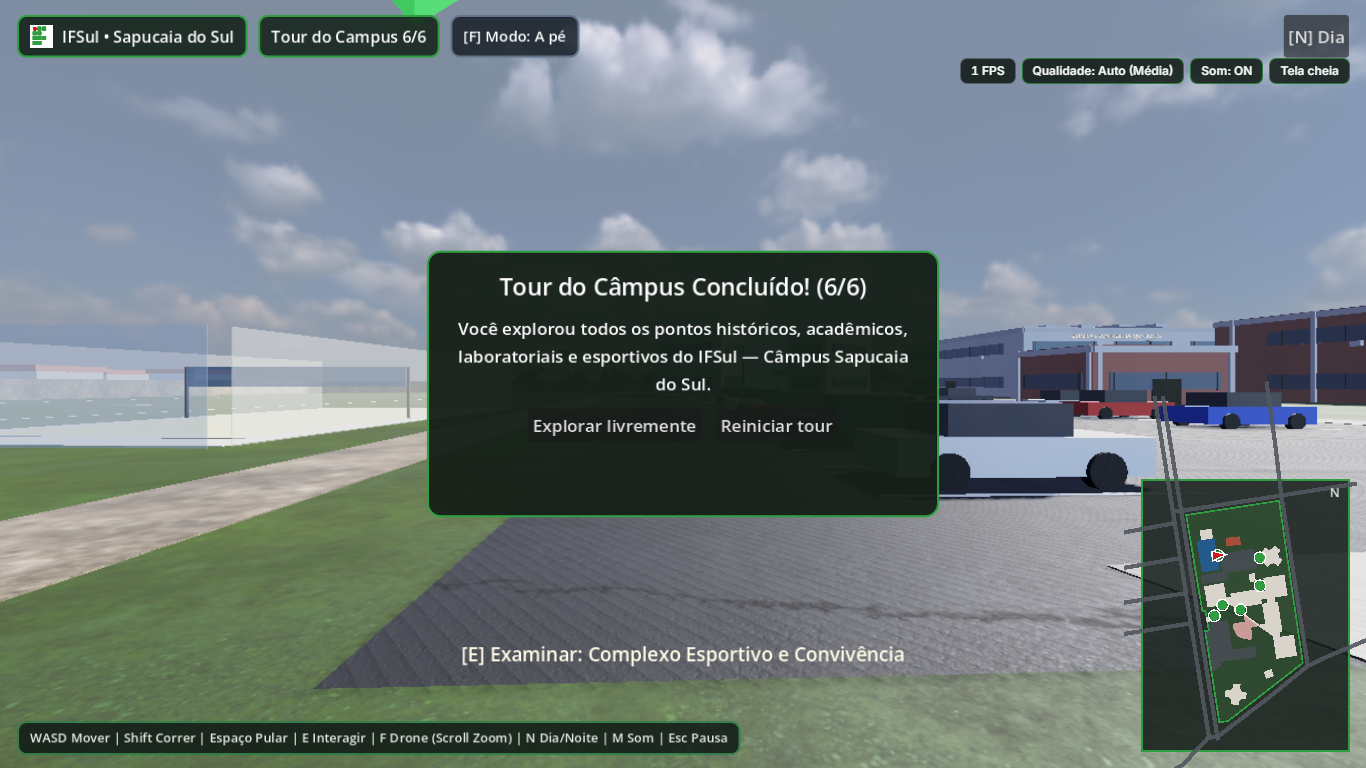 IFSul • Sapucaia do Sul
Tour do Campus 6/6
[F] Modo: A pé
[N] Dia
1 FPS
Qualidade: Auto (Média)
Som: ON
Tela cheia
Tour do Câmpus Concluído! (6/6)
Você explorou todos os pontos históricos, acadêmicos,
laboratoriais e esportivos do IFSul — Câmpus Sapucaia
do Sul.
Explorar livremente
Reiniciar tour
N
[E] Examinar: Complexo Esportivo e Convivência
WASD Mover | Shift Correr | Espaço Pular | E Interagir | F Drone (Scroll Zoom) | N Dia/Noite | M Som | Esc Pausa